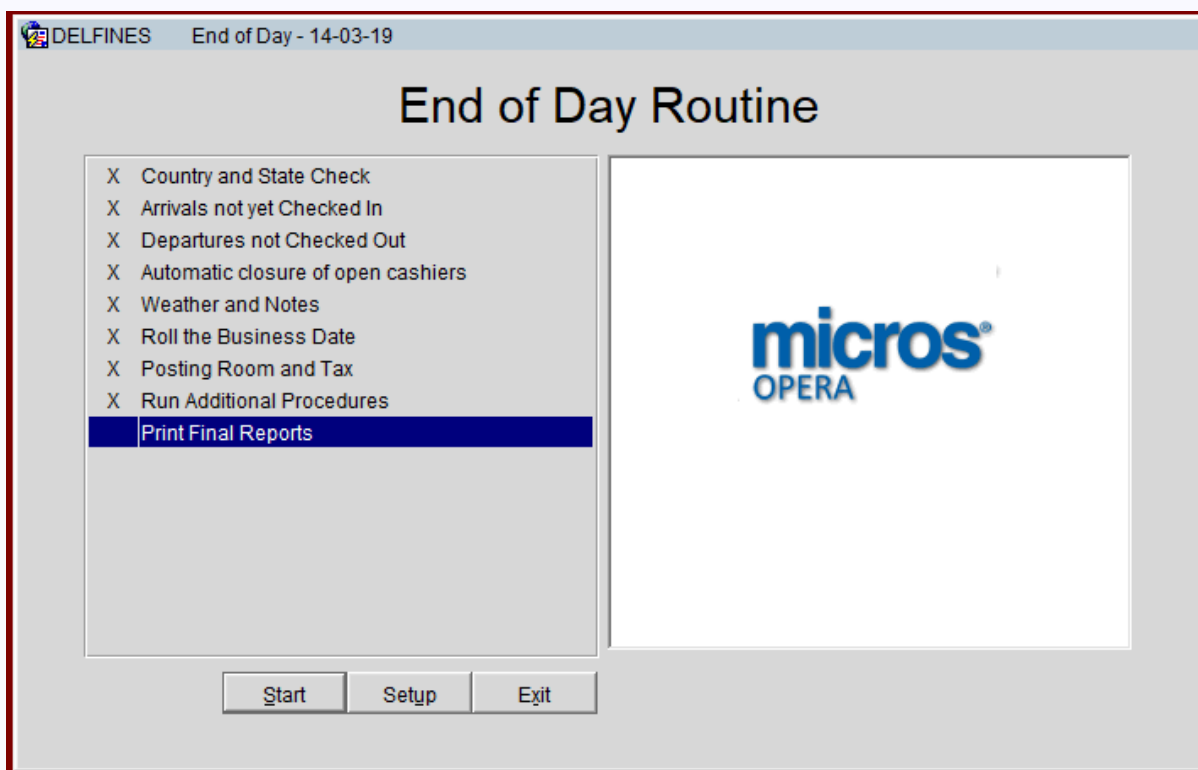 DELFINES End of Day - 14-03-19
End of Day Routine
X Country and State Check
X Arrivals not yet Checked In
X Departures not Checked Out
X Automatic closure of open cashiers
X Weather and Notes
X Roll the Business Date
X Posting Room and Tax
X Run Additional Procedures
Print Final Reports
micros®
OPERA
Start Setup Exit